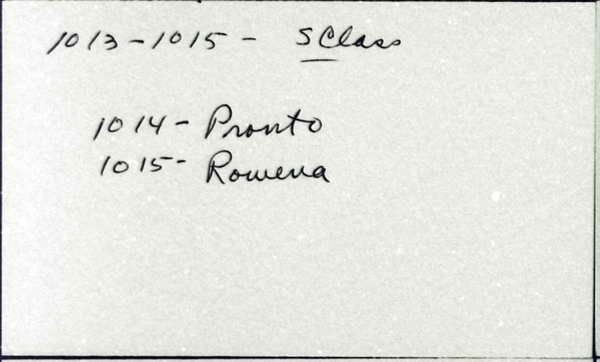 1013-1015 - S Class
1014 - Pronto
1015 - Rowena